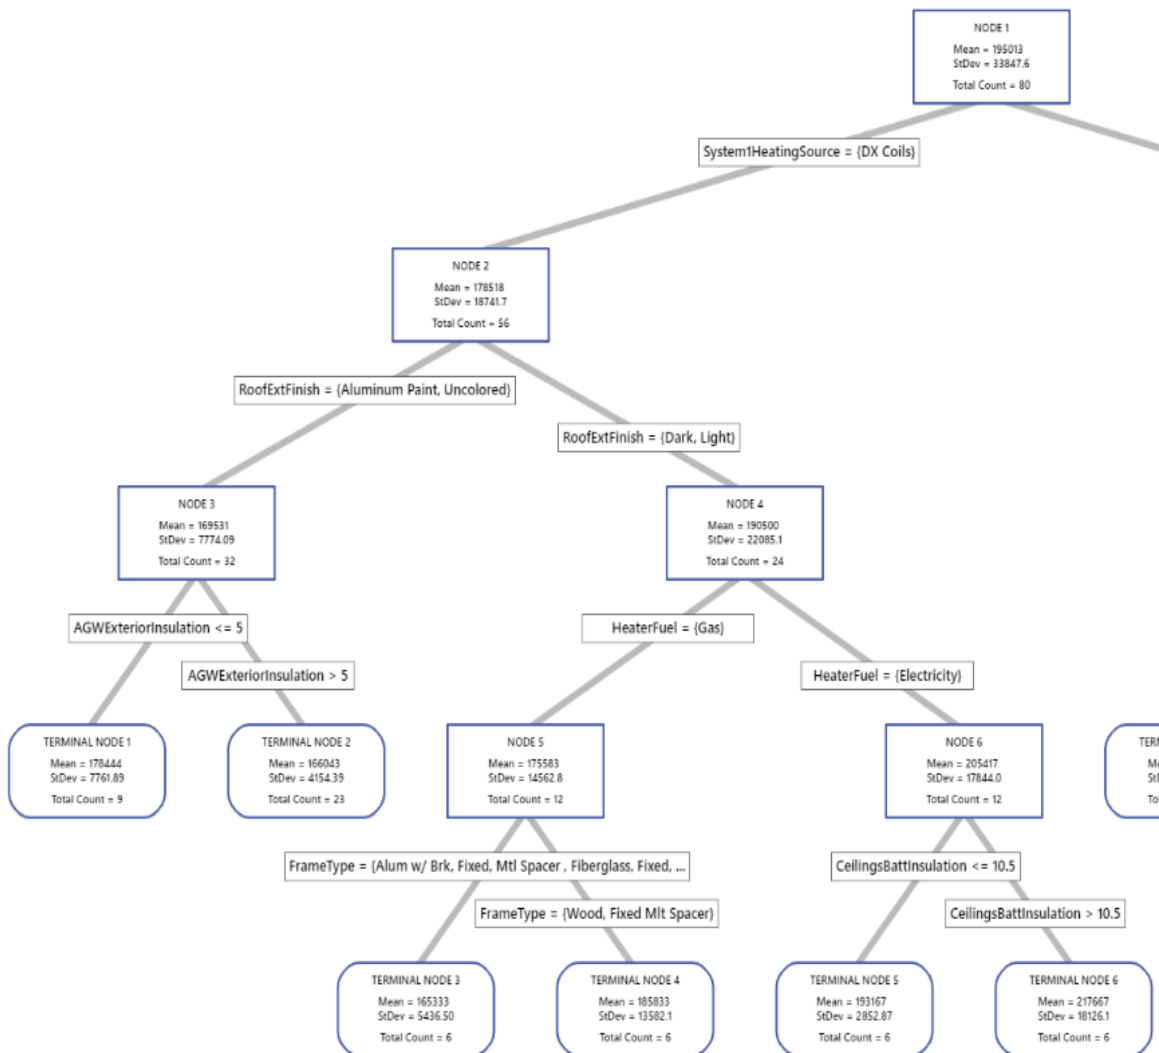 NODE 1
Mean = 195013
StDev = 33847.6
Total Count = 80
System1HeatingSource = {DX Coils}
NODE 2
Mean = 178518
StDev = 18741.7
Total Count = 56
RoofExtFinish = {Aluminum Paint, Uncolored}
RoofExtFinish = {Dark, Light}
NODE 3
Mean = 169531
StDev = 7774.09
Total Count = 32
NODE 4
Mean = 190500
StDev = 22085.1
Total Count = 24
AGWExteriorInsulation <= 5
HeaterFuel = {Gas}
AGWExteriorInsulation > 5
HeaterFuel = {Electricity}
TERMINAL NODE 1
Mean = 178444
StDev = 7761.89
Total Count = 9
TERMINAL NODE 2
Mean = 166043
StDev = 4154.39
Total Count = 23
NODE 5
Mean = 175583
StDev = 14562.8
Total Count = 12
NODE 6
Mean = 205417
StDev = 17844.0
Total Count = 12
FrameType = {Alum w/ Brk, Fixed, Mtl Spacer , Fiberglass, Fixed, ...
CeilingsBattInsulation <= 10.5
FrameType = {Wood, Fixed Mlt Spacer}
CeilingsBattInsulation > 10.5
TERMINAL NODE 3
Mean = 165333
StDev = 5436.50
Total Count = 6
TERMINAL NODE 4
Mean = 185833
StDev = 13582.1
Total Count = 6
TERMINAL NODE 5
Mean = 193167
StDev = 2852.87
Total Count = 6
TERMINAL NODE 6
Mean = 217667
StDev = 18126.1
Total Count = 6